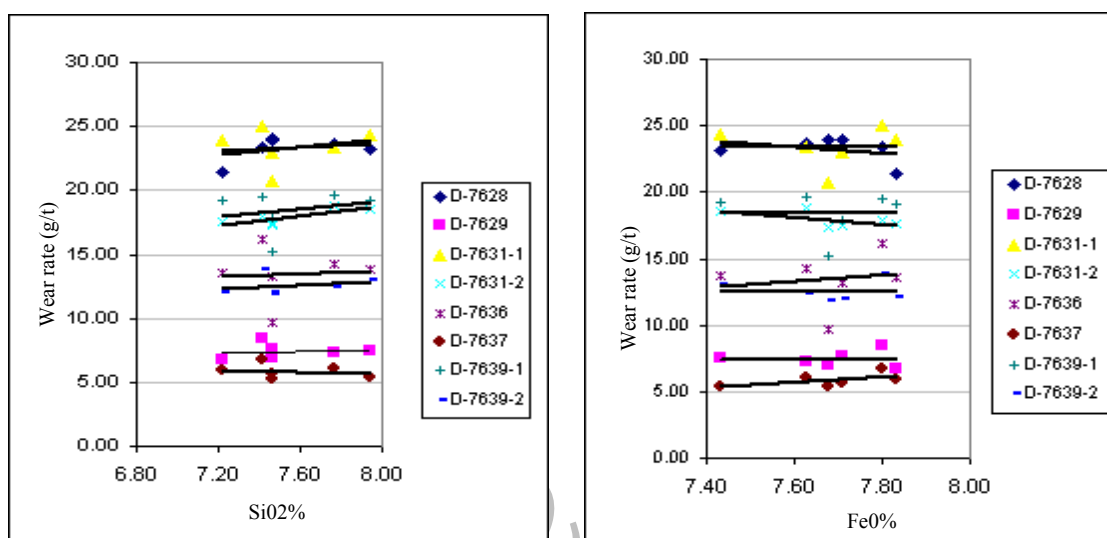 30.00
25.00
20.00
15.00
10.00
5.00
0.00
Wear rate (g/t)
6.80 7.20 7.60 8.00
Si02%
D-7628
D-7629
D-7631-1
D-7631-2
D-7636
D-7637
D-7639-1
D-7639-2
30.00
25.00
20.00
15.00
10.00
5.00
0.00
Wear rate (g/t)
7.40 7.60 7.80 8.00
Fe0%
D-7628
D-7629
D-7631-1
D-7631-2
D-7636
D-7637
D-7639-1
D-7639-2